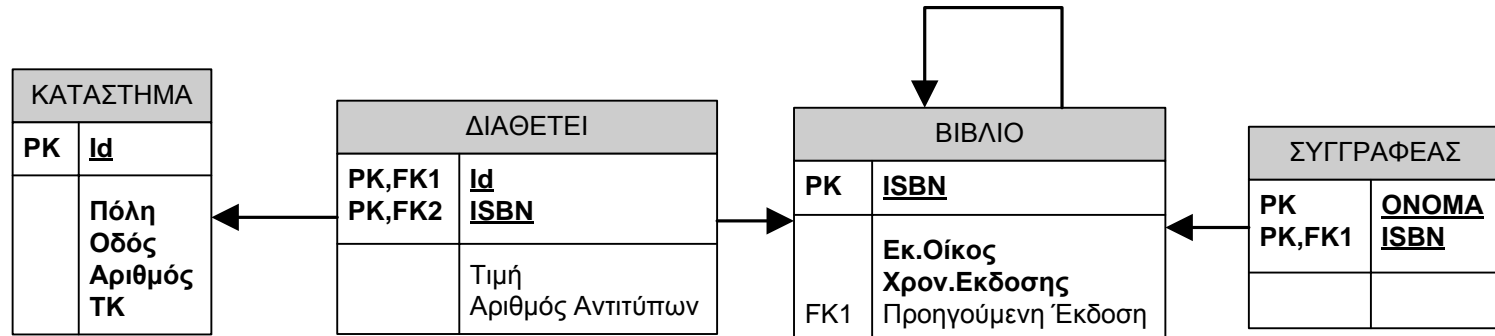 ΚΑΤΑΣΤΗΜΑ
PK Id
Πόλη
Οδός
Αριθμός
ΤΚ
ΔΙΑΘΕΤΕΙ
PK,FK1 Id
PK,FK2 ISBN
Τιμή
Αριθμός Αντιτύπων
ΒΙΒΛΙΟ
PK ISBN
Εκ.Οίκος
Χρον.Εκδοσης
FK1 Προηγούμενη Έκδοση
ΣΥΓΓΡΑΦΕΑΣ
PK ΟΝΟΜΑ
PK,FK1 ISBN